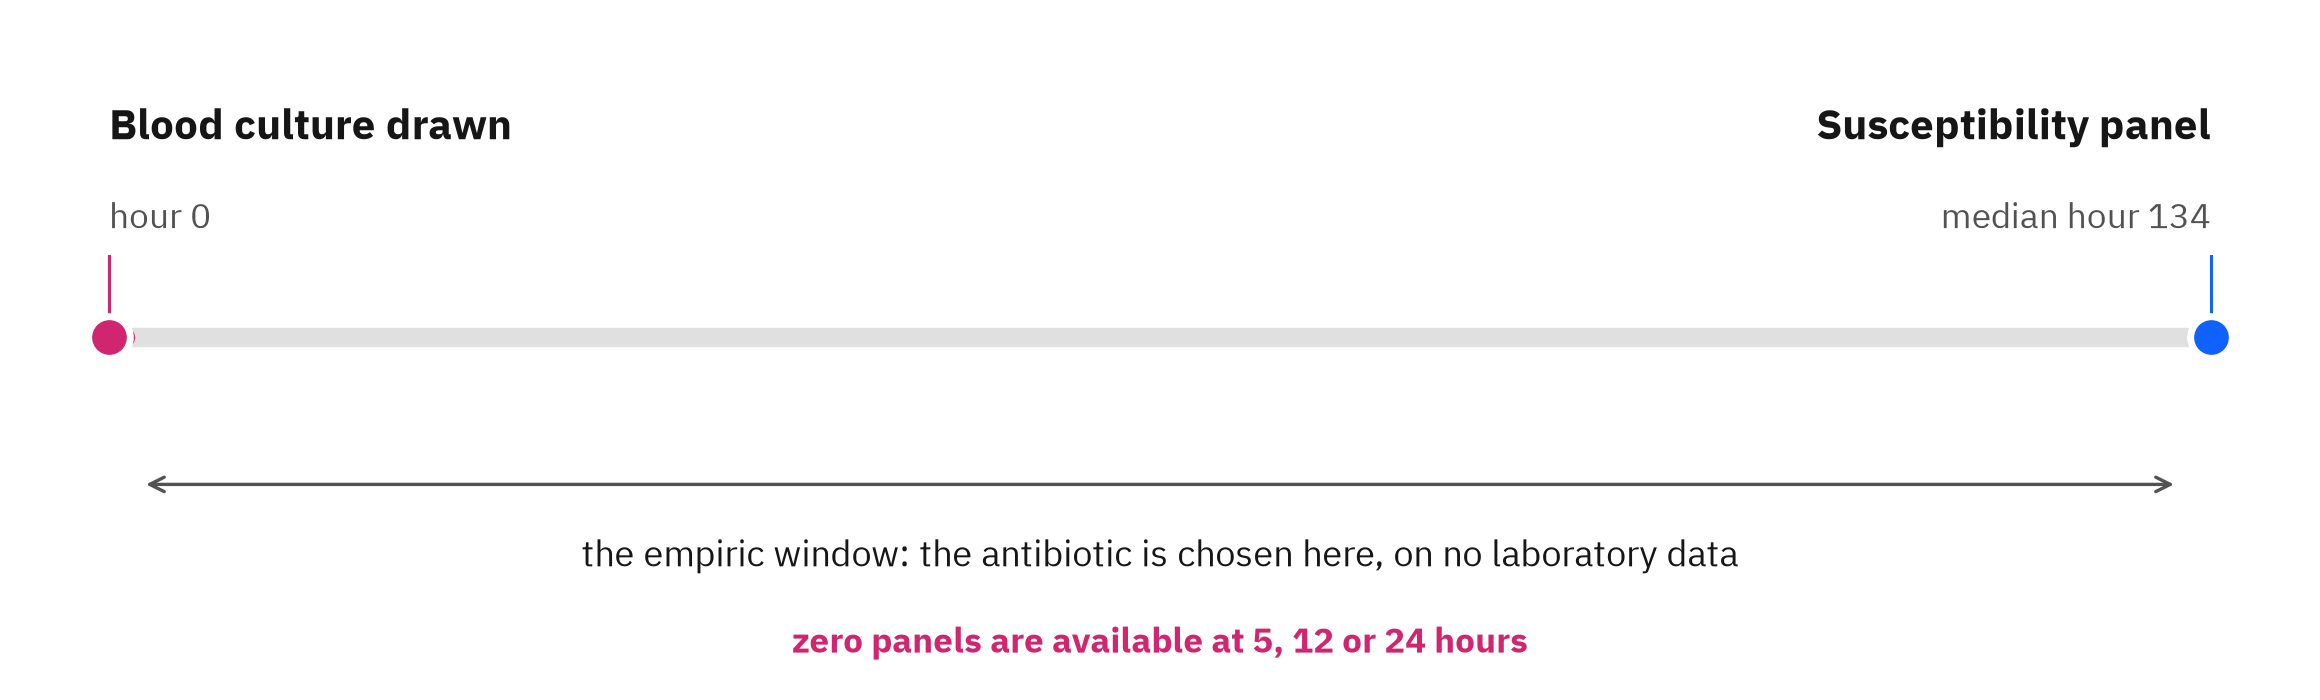 Blood culture drawn
Susceptibility panel
hour 0
median hour 134
the empiric window: the antibiotic is chosen here, on no laboratory data
zero panels are available at 5, 12 or 24 hours